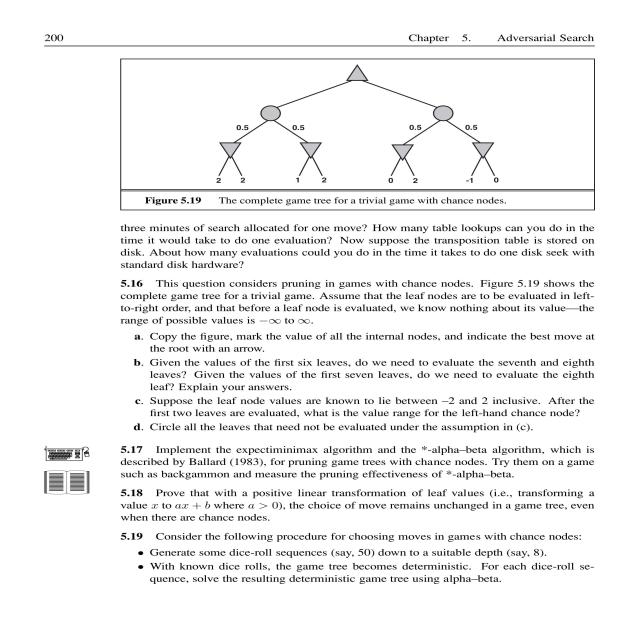 200 Chapter 5. Adversarial Search
0.5 0.5 0.5 0.5
2 2 1 2 0 2 -1 0
Figure 5.19 The complete game tree for a trivial game with chance nodes.
three minutes of search allocated for one move? How many table lookups can you do in the
time it would take to do one evaluation? Now suppose the transposition table is stored on
disk. About how many evaluations could you do in the time it takes to do one disk seek with
standard disk hardware?
5.16 This question considers pruning in games with chance nodes. Figure 5.19 shows the
complete game tree for a trivial game. Assume that the leaf nodes are to be evaluated in left-
to-right order, and that before a leaf node is evaluated, we know nothing about its value—the
range of possible values is −∞ to ∞.
a. Copy the figure, mark the value of all the internal nodes, and indicate the best move at
the root with an arrow.
b. Given the values of the first six leaves, do we need to evaluate the seventh and eighth
leaves? Given the values of the first seven leaves, do we need to evaluate the eighth
leaf? Explain your answers.
c. Suppose the leaf node values are known to lie between –2 and 2 inclusive. After the
first two leaves are evaluated, what is the value range for the left-hand chance node?
d. Circle all the leaves that need not be evaluated under the assumption in (c).
5.17 Implement the expectiminimax algorithm and the *-alpha–beta algorithm, which is
described by Ballard (1983), for pruning game trees with chance nodes. Try them on a game
such as backgammon and measure the pruning effectiveness of *-alpha–beta.
5.18 Prove that with a positive linear transformation of leaf values (i.e., transforming a
value x to ax + b where a > 0), the choice of move remains unchanged in a game tree, even
when there are chance nodes.
5.19 Consider the following procedure for choosing moves in games with chance nodes:
• Generate some dice-roll sequences (say, 50) down to a suitable depth (say, 8).
• With known dice rolls, the game tree becomes deterministic. For each dice-roll se-
quence, solve the resulting deterministic game tree using alpha–beta.